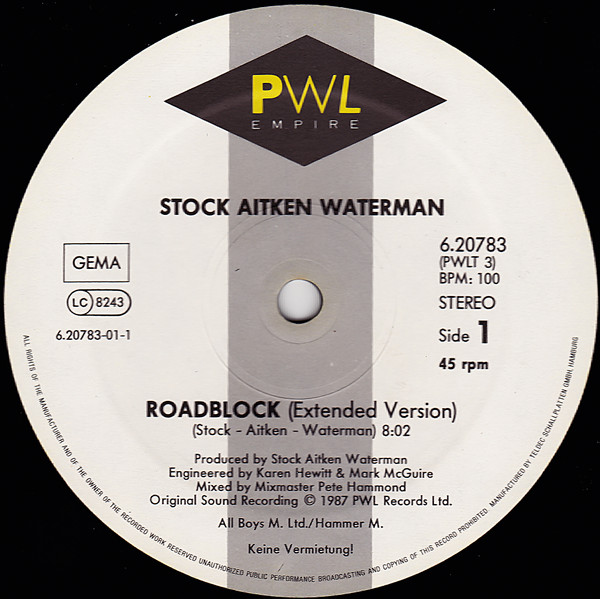 PWL
EMPIRE
STOCK AITKEN WATERMAN
GEMA
LC 8243
6.20783-01-1
6.20783
(PWLT 3)
BPM: 100
STEREO
Side 1
45 rpm
ROADBLOCK (Extended Version)
(Stock - Aitken - Waterman) 8:02
Produced by Stock Aitken Waterman
Engineered by Karen Hewitt & Mark McGuire
Mixed by Mixmaster Pete Hammond
Original Sound Recording © 1987 PWL Records Ltd.
All Boys M. Ltd./Hammer M.
Keine Vermietung!
ALL RIGHTS OF THE MANUFACTURER AND OF THE OWNER OF THE RECORDED WORK RESERVED UNAUTHORIZED PUBLIC PERFORMANCE BROADCASTING AND COPYING OF THIS RECORD PROHIBITED. MANUFACTURED BY TELDEC SCHALLPLATTEN GMBH, HAMBURG